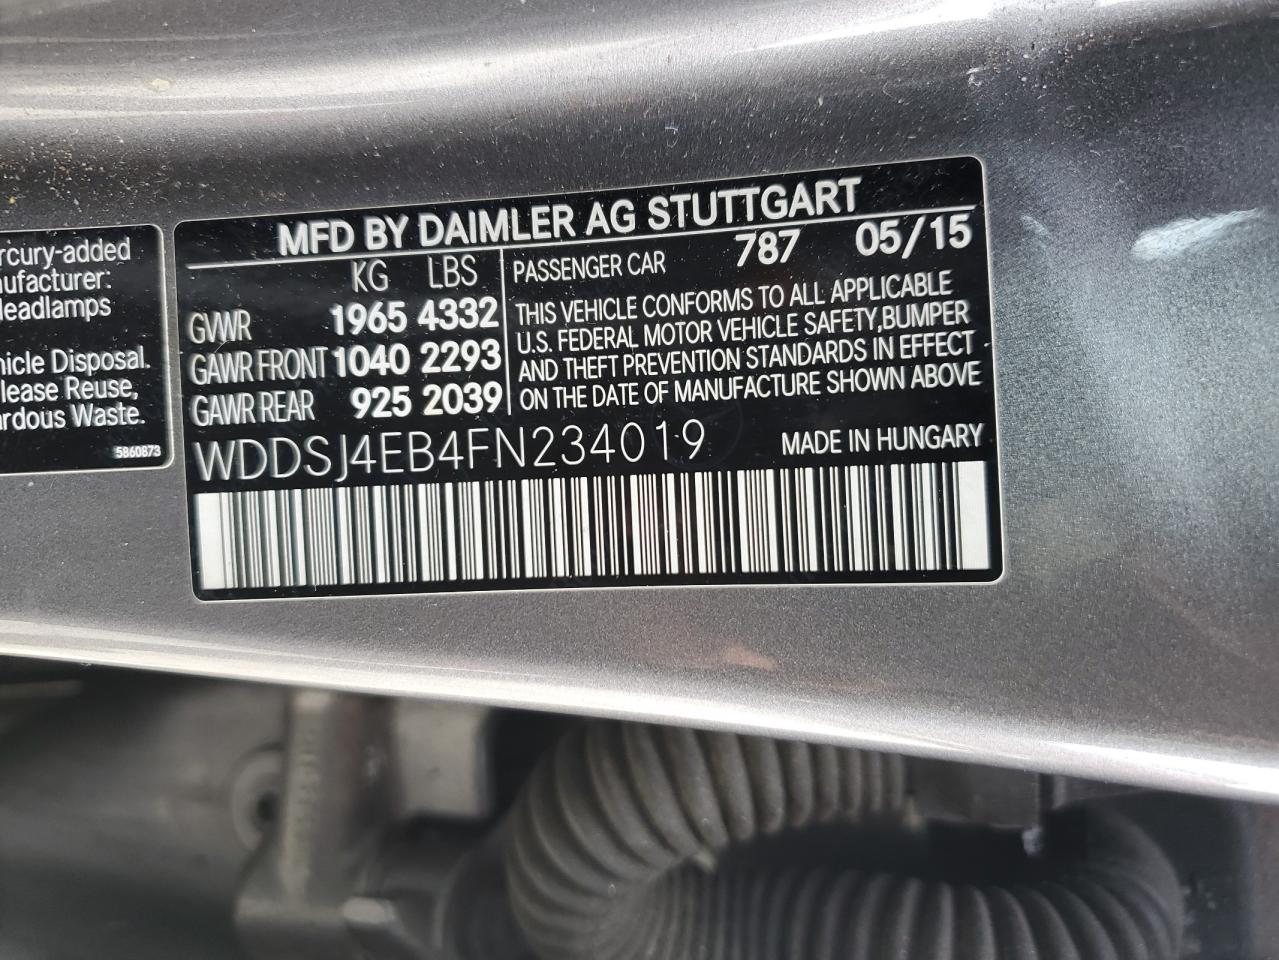 rcury-added
nufacturer:
Headlamps
hicle Disposal.
lease Reuse,
ardous Waste.
5860873
MFD BY DAIMLER AG STUTTGART
KG LBS
GVWR 1965 4332
GAWR FRONT 1040 2293
GAWR REAR 925 2039
PASSENGER CAR 787 05/15
THIS VEHICLE CONFORMS TO ALL APPLICABLE
U.S. FEDERAL MOTOR VEHICLE SAFETY,BUMPER
AND THEFT PREVENTION STANDARDS IN EFFECT
ON THE DATE OF MANUFACTURE SHOWN ABOVE
WDDSJ4EB4FN234019
MADE IN HUNGARY